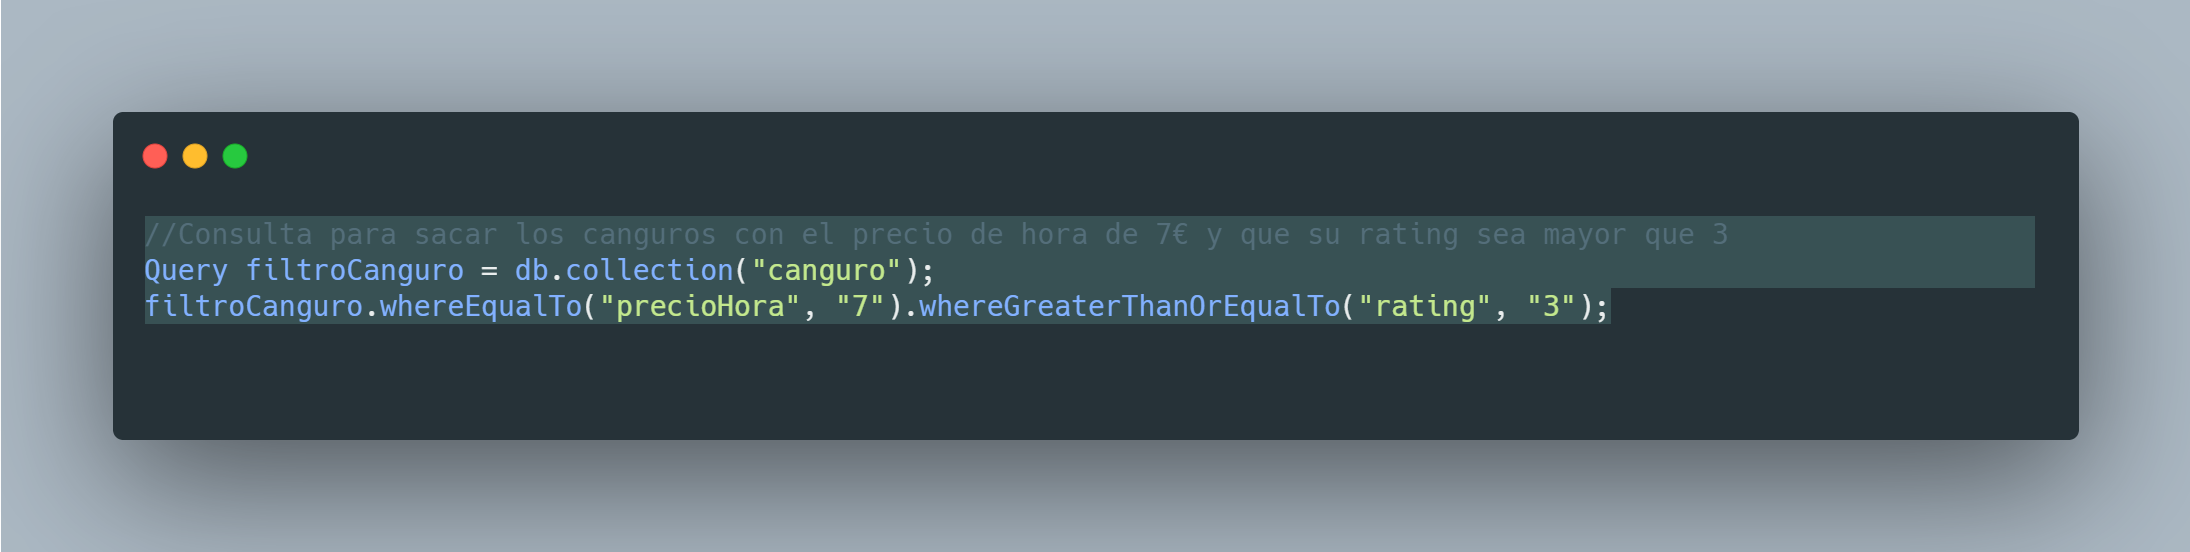 //Consulta para sacar los canguros con el precio de hora de 7€ y que su rating sea mayor que 3
Query filtroCanguro = db.collection("canguro");
filtroCanguro.whereEqualTo("precioHora", "7").whereGreaterThanOrEqualTo("rating", "3");